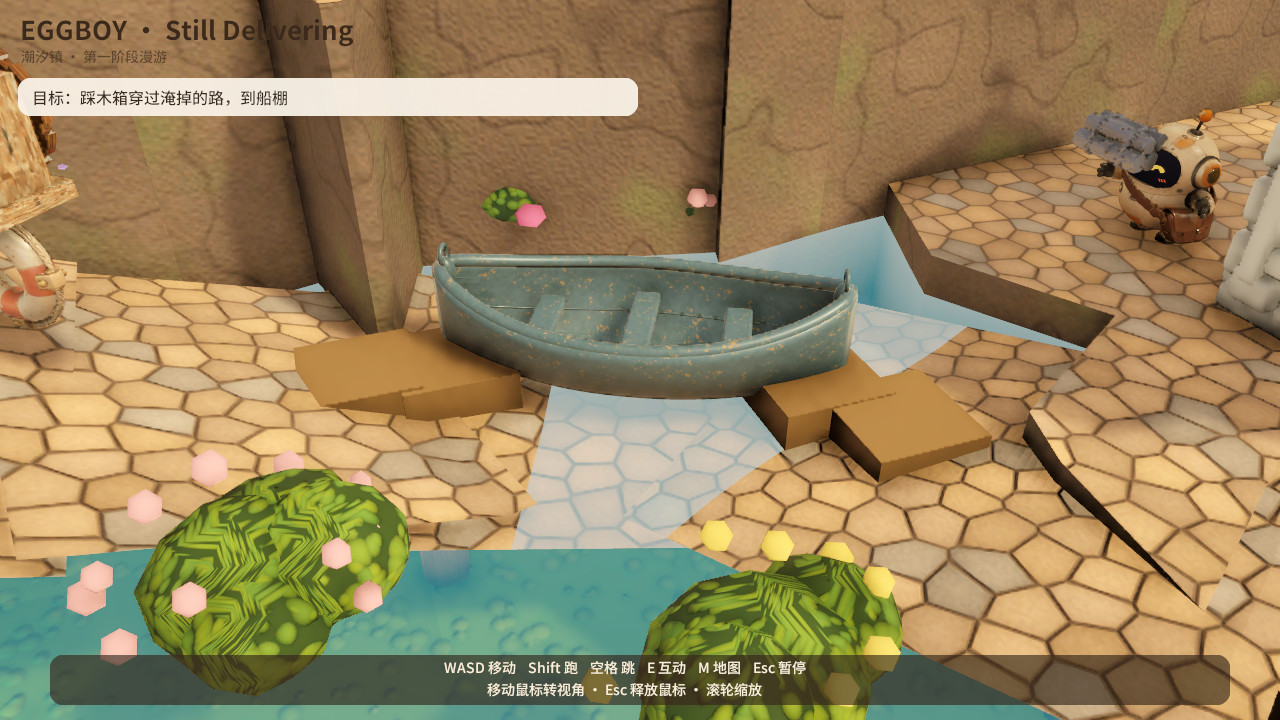 EGGBOY · Still Delivering
潮汐镇 · 第一阶段漫游
目标：踩木箱穿过淹掉的路，到船棚
WASD 移动 Shift 跑 空格 跳 E 互动 M 地图 Esc 暂停
移动鼠标转视角 · Esc 释放鼠标 · 滚轮缩放